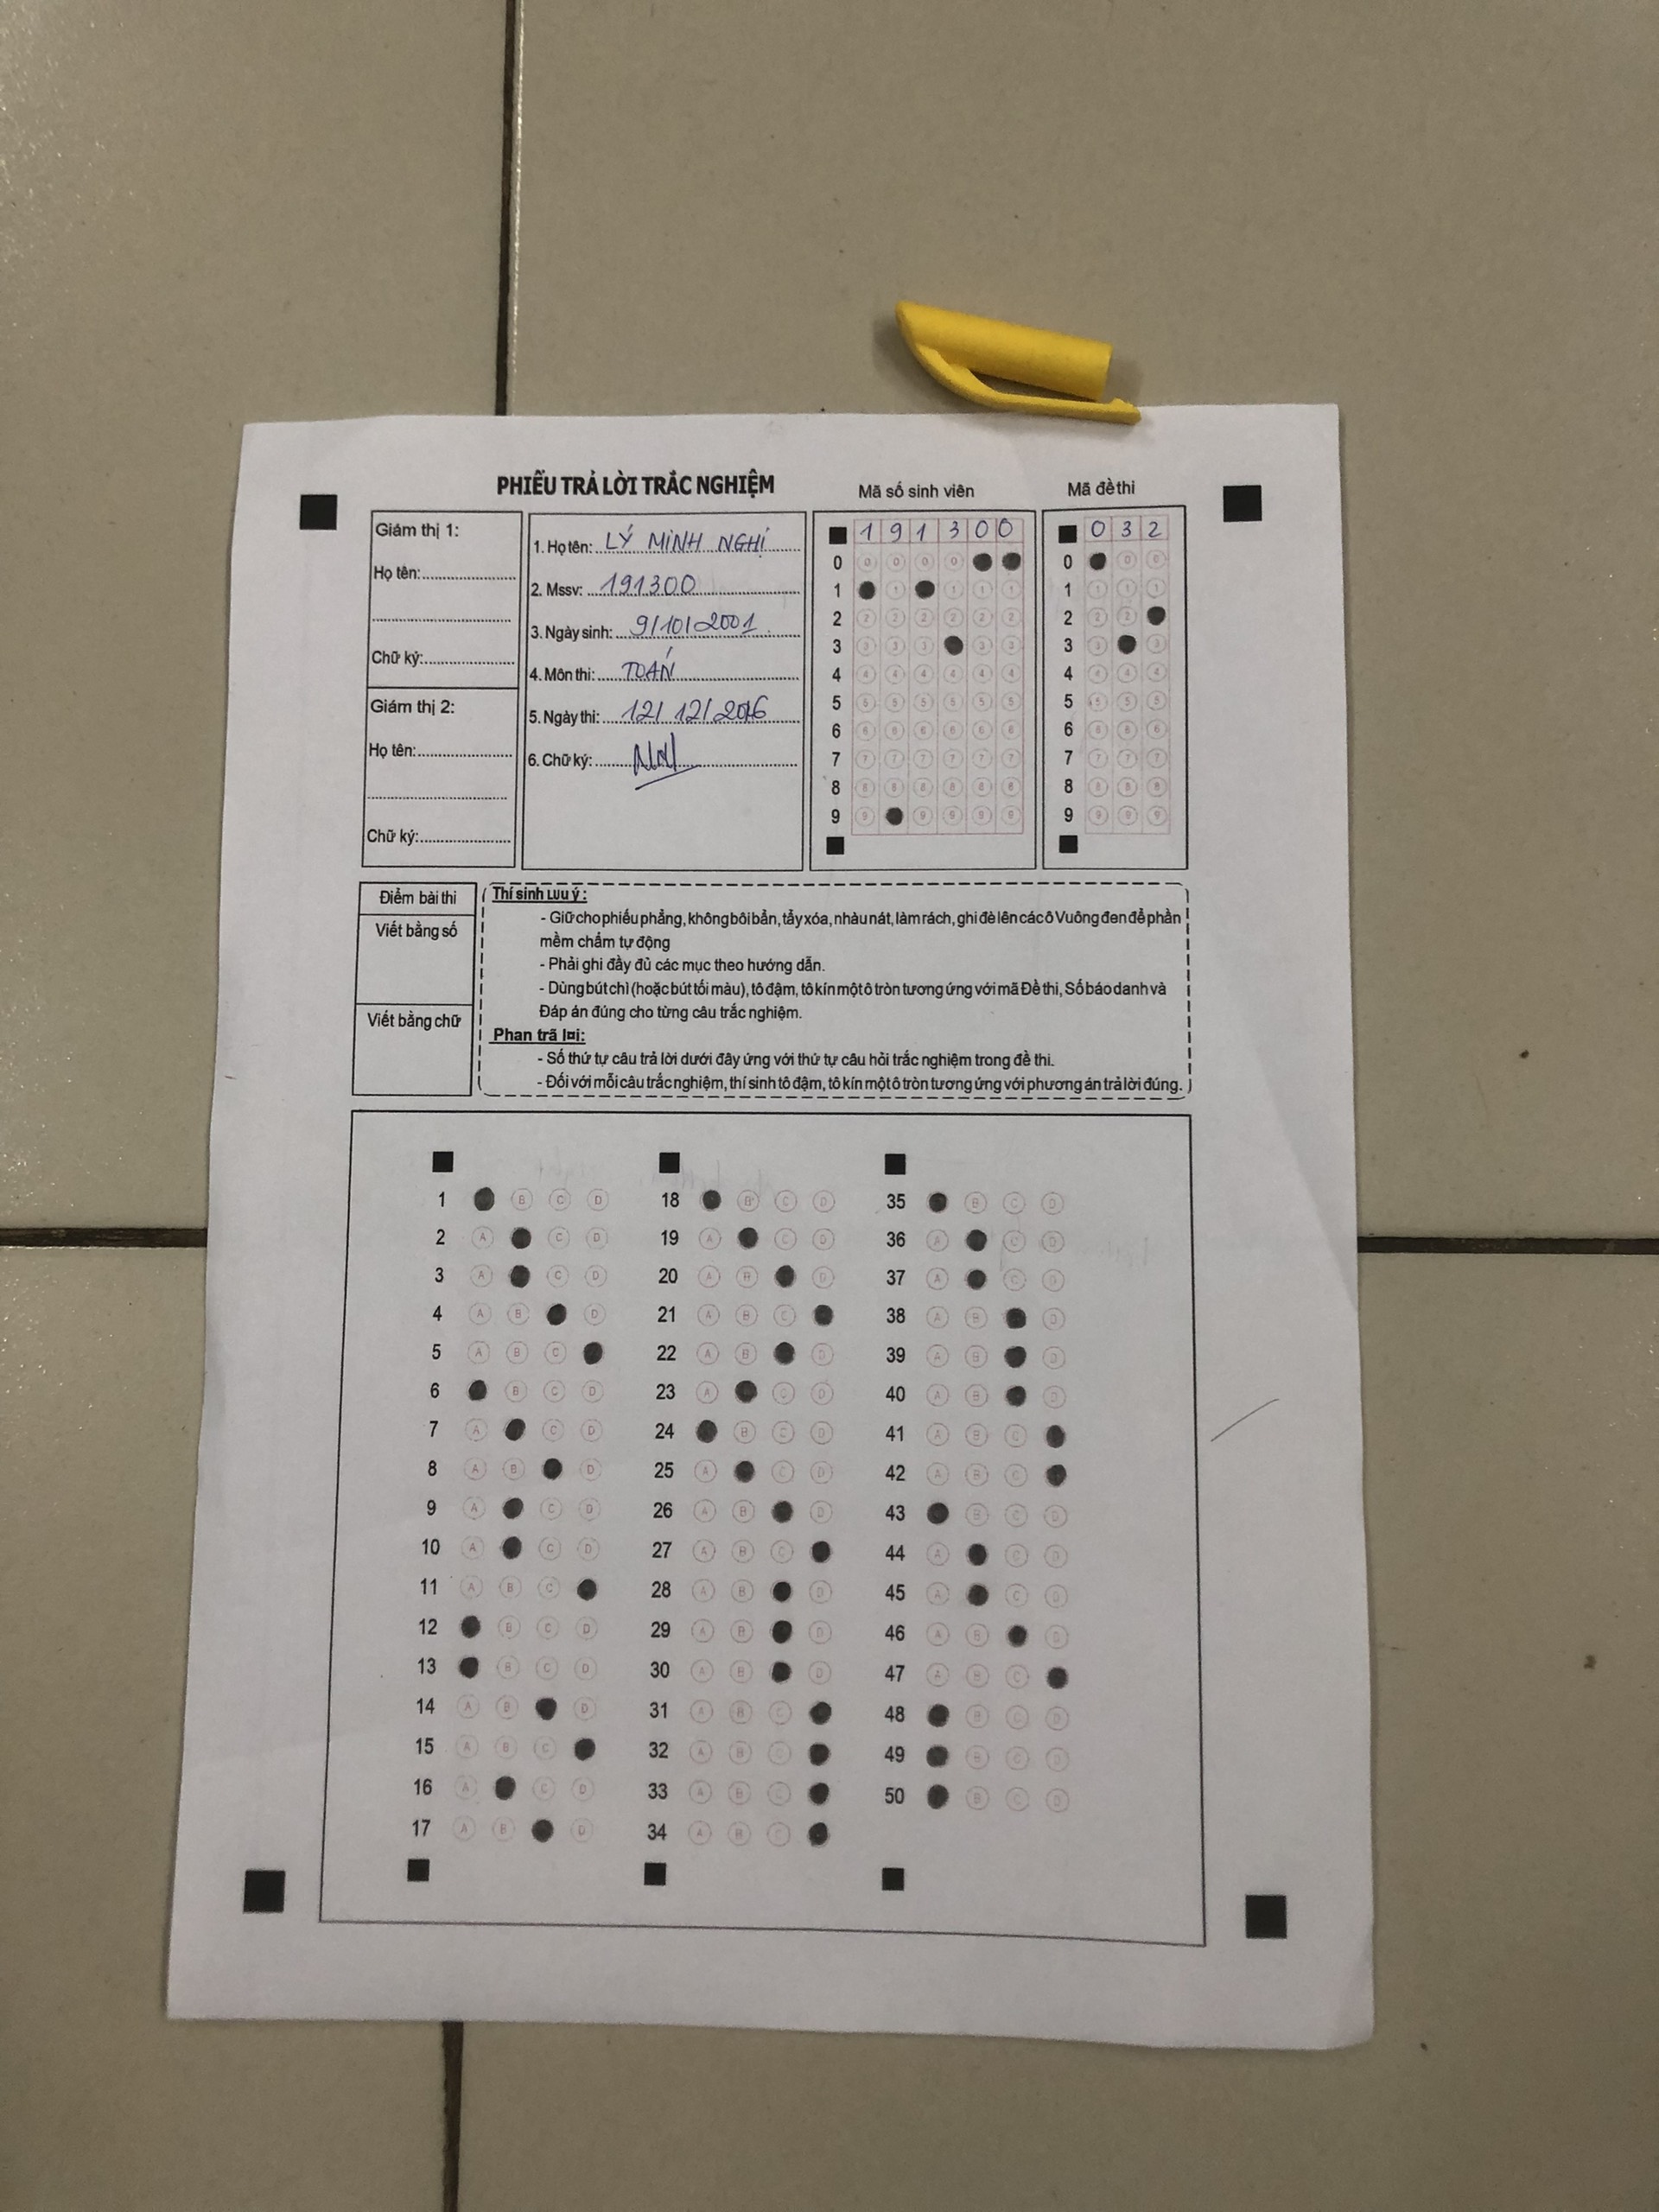 PHIẾU TRẢ LỜI TRẮC NGHIỆM
Mã số sinh viên
Mã đề thi
Giám thị 1:
Họ tên:
Chữ ký:
Giám thị 2:
Họ tên:
Chữ ký:
1. Họ tên: LÝ MINH NGHỊ
2. Mssv: 191300
3. Ngày sinh: 9/10/2001
4. Môn thi: TOÁN
5. Ngày thi: 12/12/2016
6. Chữ ký:
1 9 1 3 0 0
0 0 0 0
1 1 1 1 1
2 2 2 2 2 2 2
3 3 3 3 3 3
4 4 4 4 4 4 4
5 5 5 5 5 5 5
6 6 6 6 6 6 6
7 7 7 7 7 7 7
8 8 8 8 8 8 8
9 9 9 9 9 9
0 3 2
0 0 0
1 1 1 1
2 2 2
3 3 3
4 4 4 4
5 5 5 5
6 6 6 6
7 7 7 7
8 8 8 8
9 9 9 9
Điểm bài thi
Viết bằng số
Viết bằng chữ
Thí sinh Lưu ý :
- Giữ cho phiếu phẳng, không bôi bẩn, tẩy xóa, nhàu nát, làm rách, ghi đè lên các ô Vuông đen để phần
mềm chấm tự động
- Phải ghi đầy đủ các mục theo hướng dẫn.
- Dùng bút chì (hoặc bút tối màu), tô đậm, tô kín một ô tròn tương ứng với mã Đề thi, Số báo danh và
Đáp án đúng cho từng câu trắc nghiệm.
Phan trã lơi:
- Số thứ tự câu trả lời dưới đây ứng với thứ tự câu hỏi trắc nghiệm trong đề thi.
- Đối với mỗi câu trắc nghiệm, thí sinh tô đậm, tô kín một ô tròn tương ứng với phương án trả lời đúng.
1 B C D
2 A C D
3 A C D
4 A B D
5 A B C
6 B C D
7 A C D
8 A B D
9 A C D
10 A C D
11 A B C
12 B C D
13 B C D
14 A B D
15 A B C
16 A C D
17 A B D
18 B C D
19 A C D
20 A B D
21 A B C
22 A B D
23 A C D
24 B C D
25 A C D
26 A B D
27 A B C
28 A B D
29 A B D
30 A B D
31 A B C
32 A B C
33 A B C
34 A B C
35 B C D
36 A C D
37 A C D
38 A B D
39 A B D
40 A B D
41 A B C
42 A B C
43 B C D
44 A C D
45 A C D
46 A B D
47 A B C
48 B C D
49 B C D
50 B C D